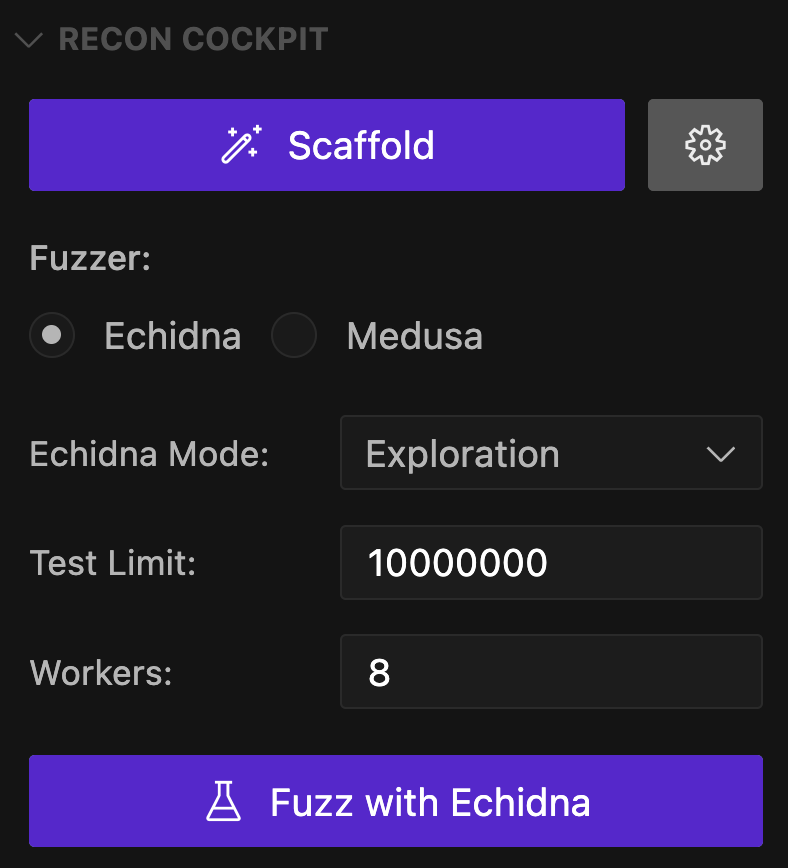 RECON COCKPIT
Scaffold
Fuzzer:
Echidna Medusa
Echidna Mode: Exploration
Test Limit: 10000000
Workers: 8
Fuzz with Echidna